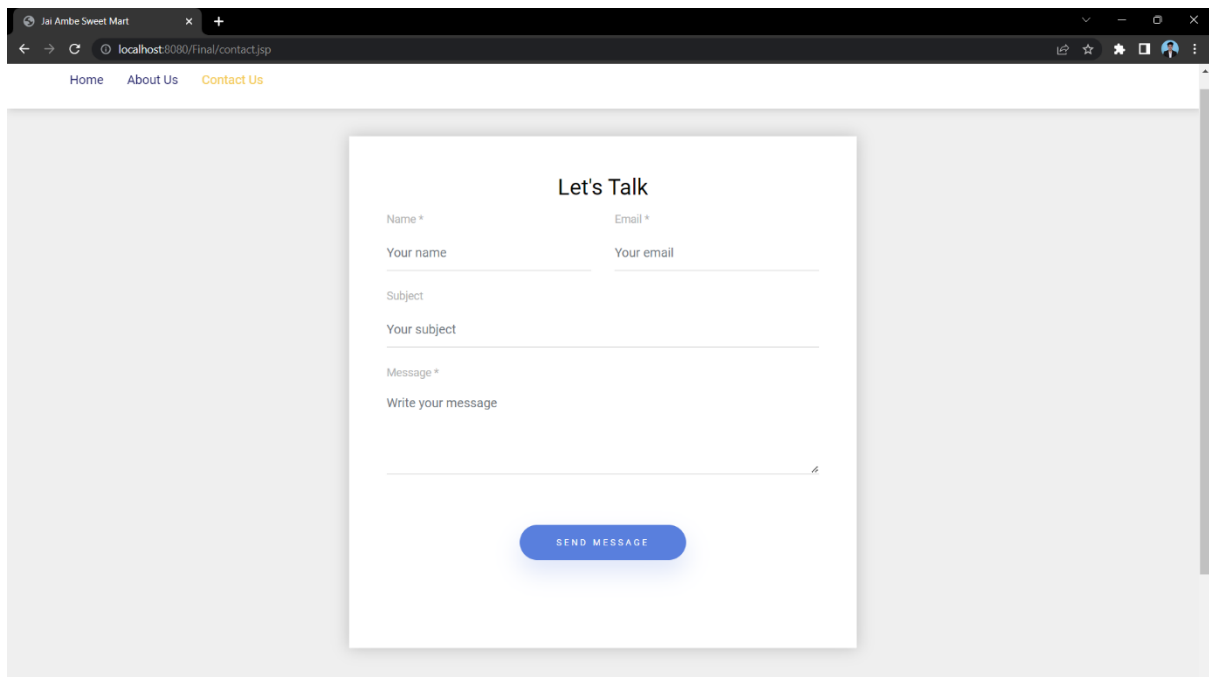 Jai Ambe Sweet Mart
localhost:8080/Final/contact.jsp
Home About Us Contact Us
Let's Talk
Name * Email *
Your name Your email
Subject
Your subject
Message *
Write your message
SEND MESSAGE